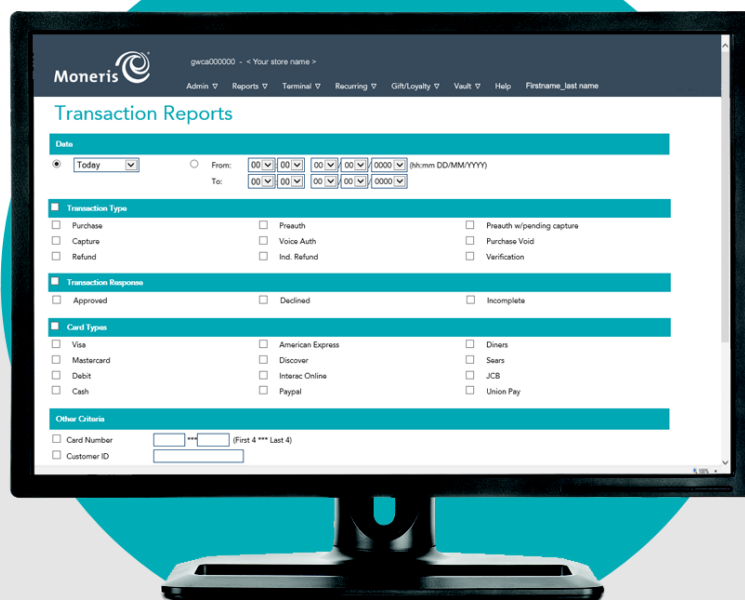 Moneris
gwca000000 - < Your store name >
Admin ▽ Reports ▽ Terminal ▽ Recurring ▽ Gift/Loyalty ▽ Vault ▽ Help Firstname_last name
Transaction Reports
Date
Today From: 00 : 00 00 / 00 / 0000 (hh:mm DD/MM/YYYY)
To: 00 : 00 00 / 00 / 0000
Transaction Type
Purchase Preauth Preauth w/pending capture
Capture Voice Auth Purchase Void
Refund Ind. Refund Verification
Transaction Response
Approved Declined Incomplete
Card Types
Visa American Express Diners
Mastercard Discover Sears
Debit Interac Online JCB
Cash Paypal Union Pay
Other Criteria
Card Number *** (First 4 *** Last 4)
Customer ID
100%